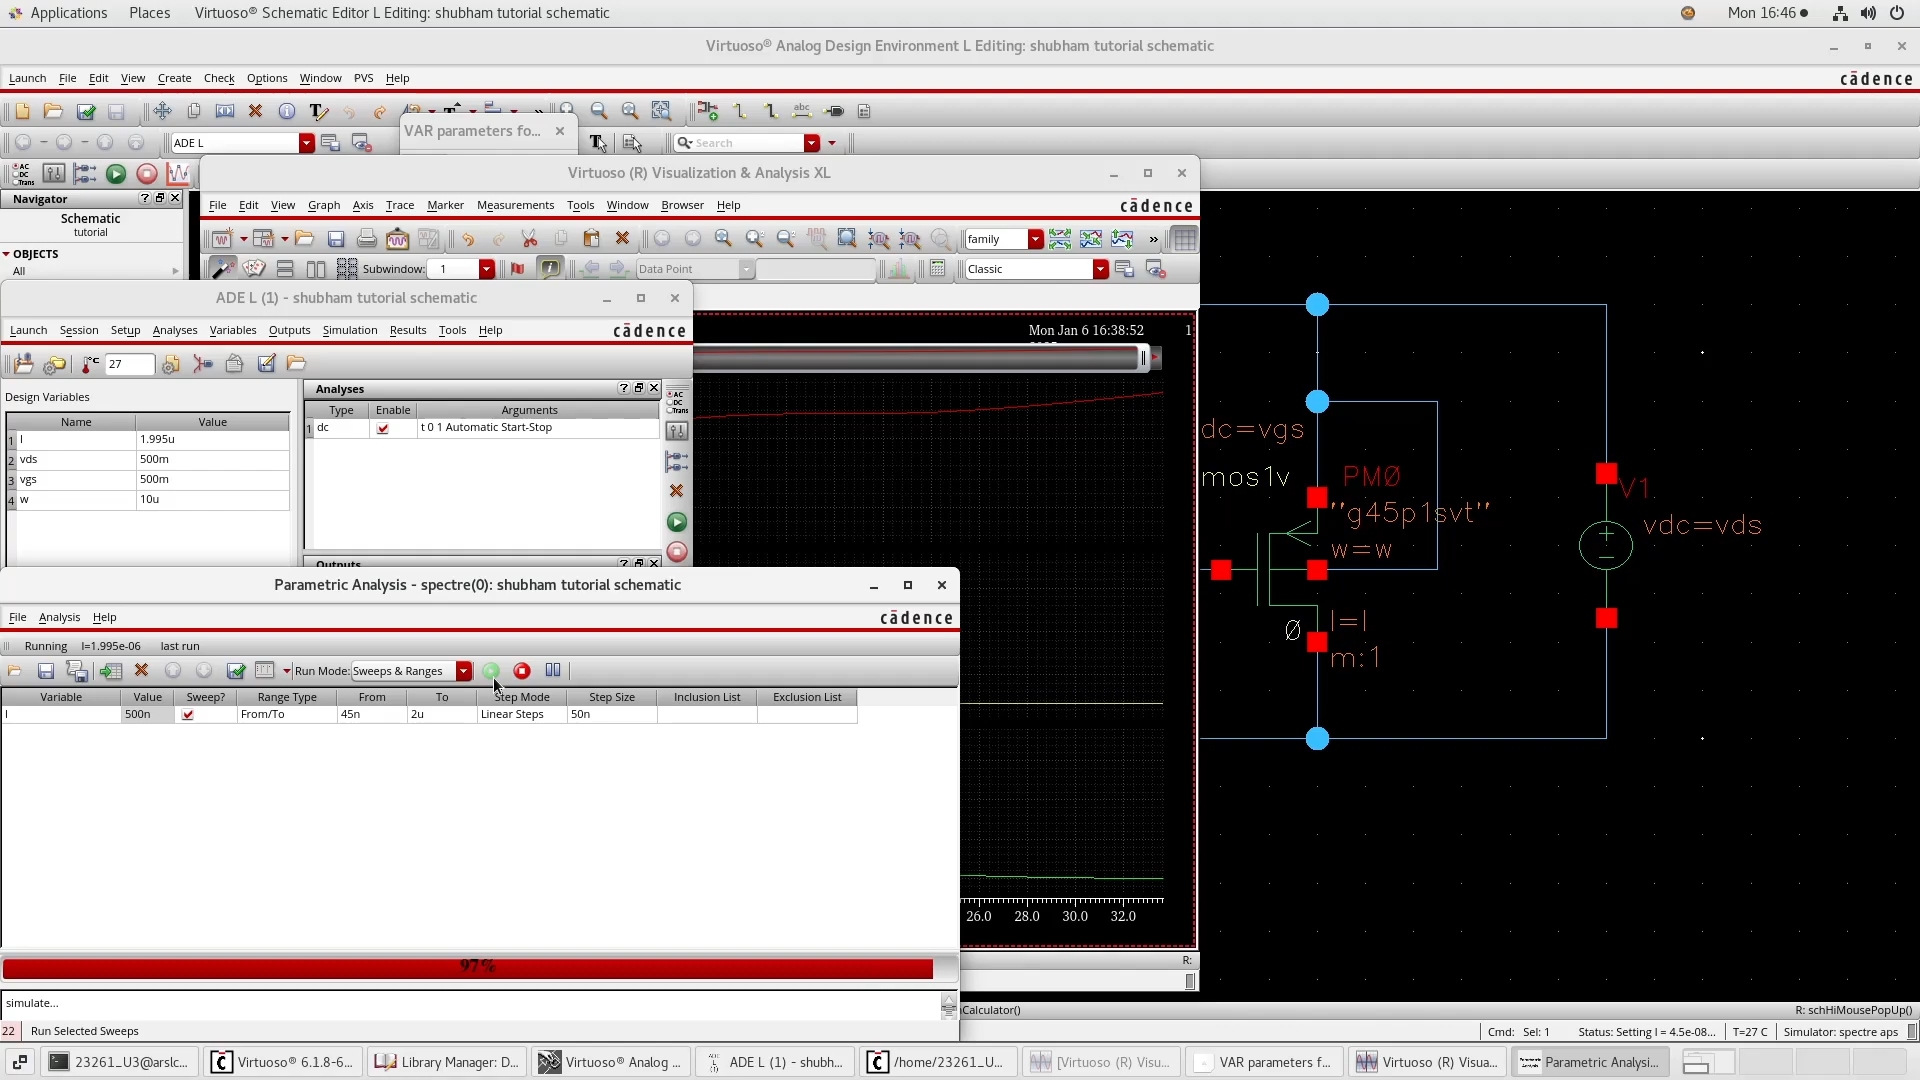 Applications Places Virtuoso® Schematic Editor L Editing: shubham tutorial schematic Mon 16:46
Virtuoso® Analog Design Environment L Editing: shubham tutorial schematic
Launch File Edit View Create Check Options Window PVS Help cādence
ADE L
VAR parameters fo...
Search
Virtuoso (R) Visualization & Analysis XL
Navigator
Schematic
tutorial
OBJECTS
All
File Edit View Graph Axis Trace Marker Measurements Tools Window Browser Help cādence
family
Subwindow: 1 Data Point Classic
ADE L (1) - shubham tutorial schematic
Launch Session Setup Analyses Variables Outputs Simulation Results Tools Help cādence
27
Design Variables
Name Value
1 l 1.995u
2 vds 500m
3 vgs 500m
4 w 10u
Analyses
Type Enable Arguments
1 dc t 0 1 Automatic Start-Stop
Outputs
AC
DC
Trans
Mon Jan 6 16:38:52 1
26.0 28.0 30.0 32.0
R:
dc=vgs
mos1v
PM0
"g45p1svt"
w=w
0
l=l
m:1
V1
vdc=vds
Parametric Analysis - spectre(0): shubham tutorial schematic
File Analysis Help cādence
Running l=1.995e-06 last run
Run Mode: Sweeps & Ranges
Variable Value Sweep? Range Type From To Step Mode Step Size Inclusion List Exclusion List
l 500n From/To 45n 2u Linear Steps 50n
97%
simulate...
22 Run Selected Sweeps
Calculator() R: schHiMousePopUp()
Cmd: Sel: 1 Status: Setting l = 4.5e-08... T=27 C Simulator: spectre aps
23261_U3@arslc... Virtuoso® 6.1.8-6... Library Manager: D... Virtuoso® Analog ... ADE L (1) - shubh... /home/23261_U... [Virtuoso (R) Visu... VAR parameters f... Virtuoso (R) Visua... Parametric Analysi...